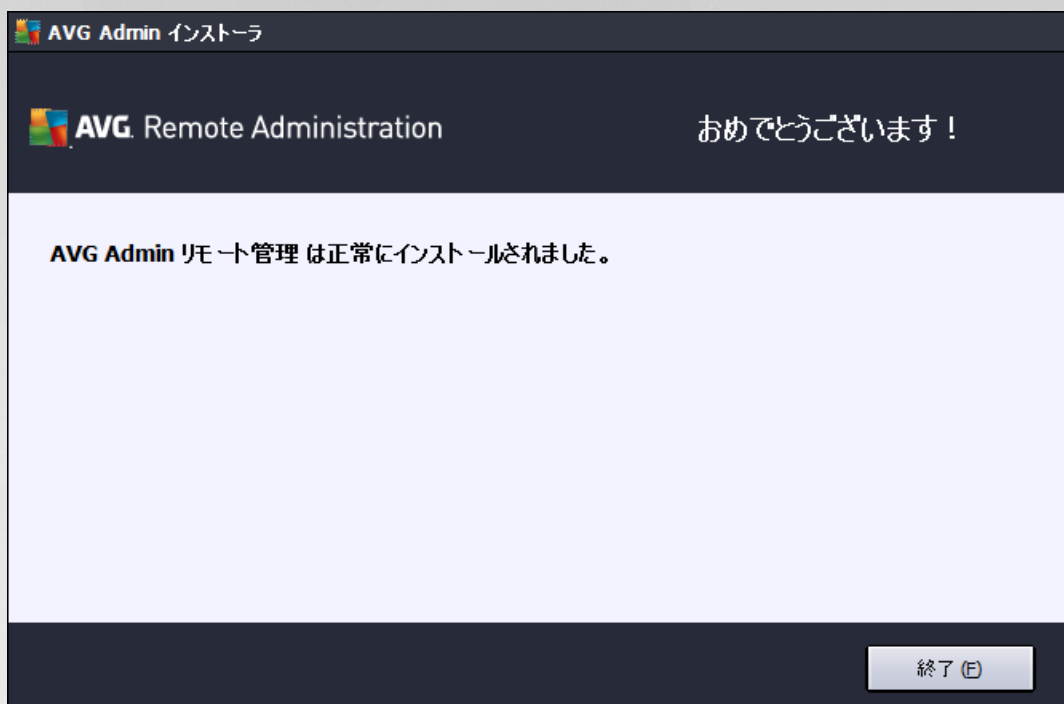 AVG Admin インストーラ
AVG. Remote Administration
おめでとうございます！
AVG Admin リモート管理 は正常にインストールされました。
終了 (F)